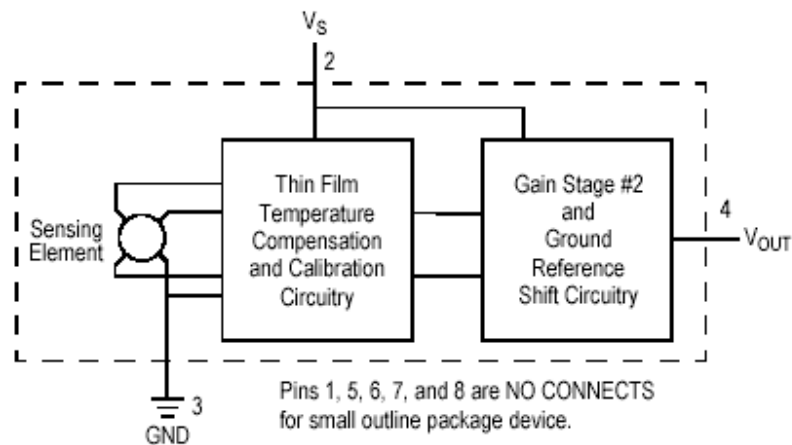 VS
2
Sensing
Element
Thin Film
Temperature
Compensation
and Calibration
Circuitry
Gain Stage #2
and
Ground
Reference
Shift Circuitry
4
VOUT
3
GND
Pins 1, 5, 6, 7, and 8 are NO CONNECTS
for small outline package device.